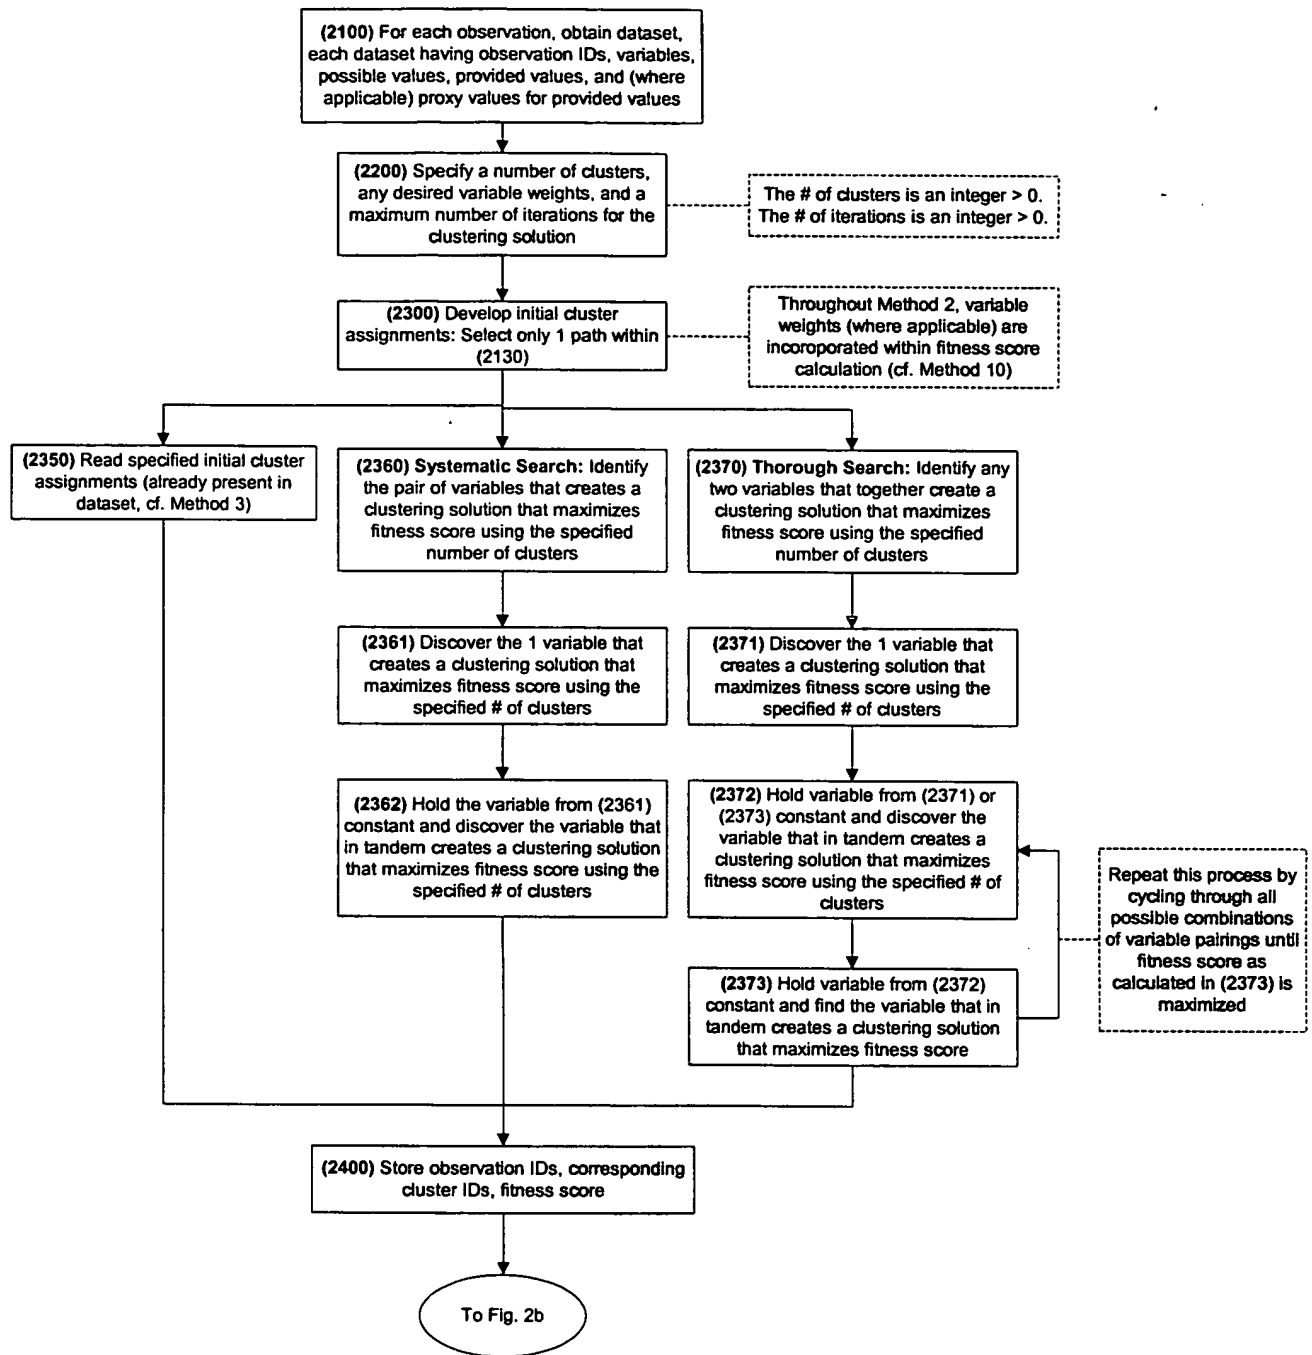 (2100) For each observation, obtain dataset,
each dataset having observation IDs, variables,
possible values, provided values, and (where
applicable) proxy values for provided values
(2200) Specify a number of clusters,
any desired variable weights, and a
maximum number of iterations for the
clustering solution
The # of clusters is an integer > 0.
The # of iterations is an integer > 0.
(2300) Develop initial cluster
assignments: Select only 1 path within
(2130)
Throughout Method 2, variable
weights (where applicable) are
incoroporated within fitness score
calculation (cf. Method 10)
(2350) Read specified initial cluster
assignments (already present in
dataset, cf. Method 3)
(2360) Systematic Search: Identify
the pair of variables that creates a
clustering solution that maximizes
fitness score using the specified
number of clusters
(2370) Thorough Search: Identify any
two variables that together create a
clustering solution that maximizes
fitness score using the specified
number of clusters
(2361) Discover the 1 variable that
creates a clustering solution that
maximizes fitness score using the
specified # of clusters
(2371) Discover the 1 variable that
creates a clustering solution that
maximizes fitness score using the
specified # of clusters
(2362) Hold the variable from (2361)
constant and discover the variable that
in tandem creates a clustering solution
that maximizes fitness score using the
specified # of clusters
(2372) Hold variable from (2371) or
(2373) constant and discover the
variable that in tandem creates a
clustering solution that maximizes
fitness score using the specified # of
clusters
Repeat this process by
cycling through all
possible combinations
of variable pairings until
fitness score as
calculated in (2373) is
maximized
(2373) Hold variable from (2372)
constant and find the variable that in
tandem creates a clustering solution
that maximizes fitness score
(2400) Store observation IDs, corresponding
cluster IDs, fitness score
To Fig. 2b